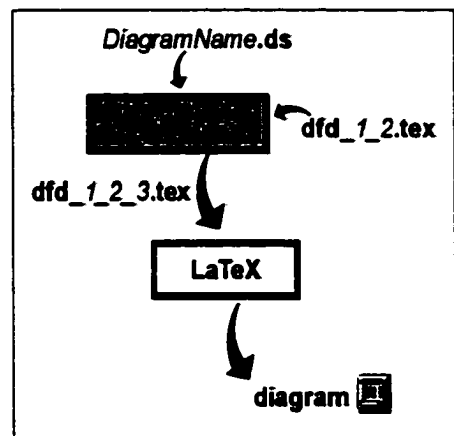 DiagramName.ds
dfd_1_2.tex
dfd_1_2_3.tex
LaTeX
diagram